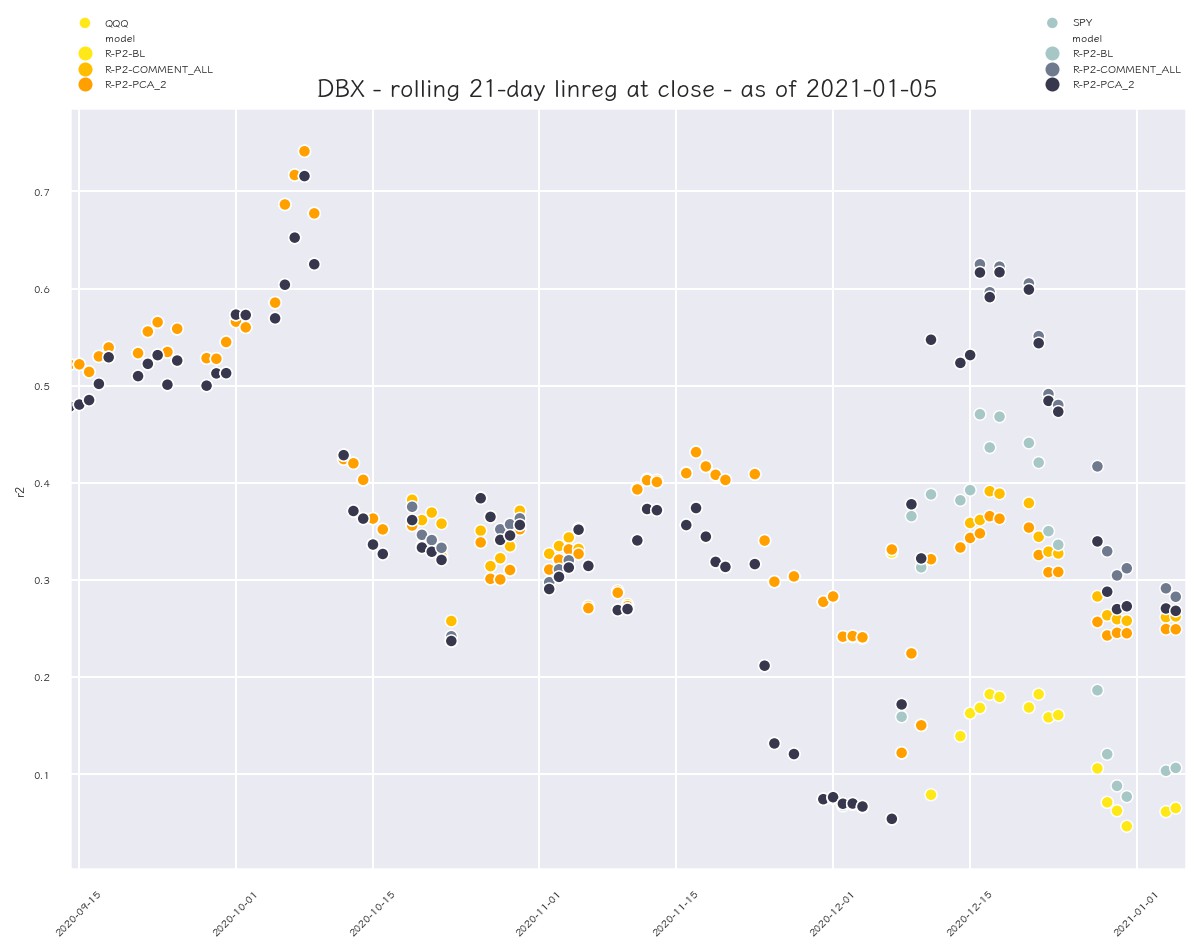 QQQ
model
R-P2-BL
R-P2-COMMENT_ALL
R-P2-PCA_2
SPY
model
R-P2-BL
R-P2-COMMENT_ALL
R-P2-PCA_2
DBX - rolling 21-day linreg at close - as of 2021-01-05
r2
0.7
0.6
0.5
0.4
0.3
0.2
0.1
2020-09-15
2020-10-01
2020-10-15
2020-11-01
2020-11-15
2020-12-01
2020-12-15
2021-01-01